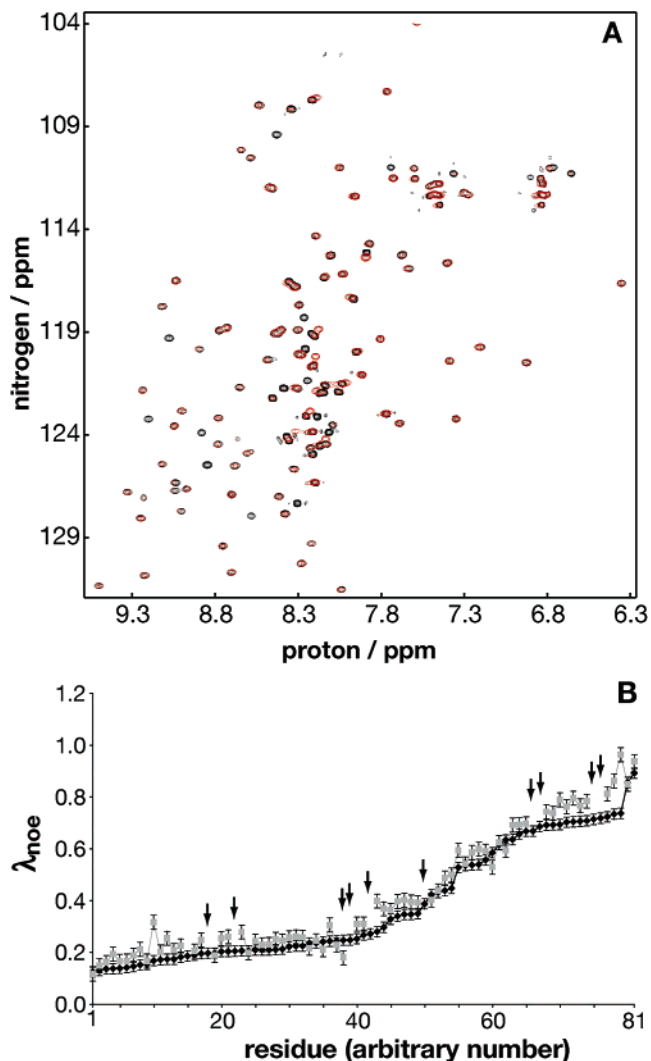 A
104
109
114
119
124
129
nitrogen / ppm
9.3 8.8 8.3 7.8 7.3 6.8 6.3
proton / ppm
B
1.2
1.0
0.8
0.6
0.4
0.2
0.0
λnoe
1 20 40 60 81
residue (arbitrary number)